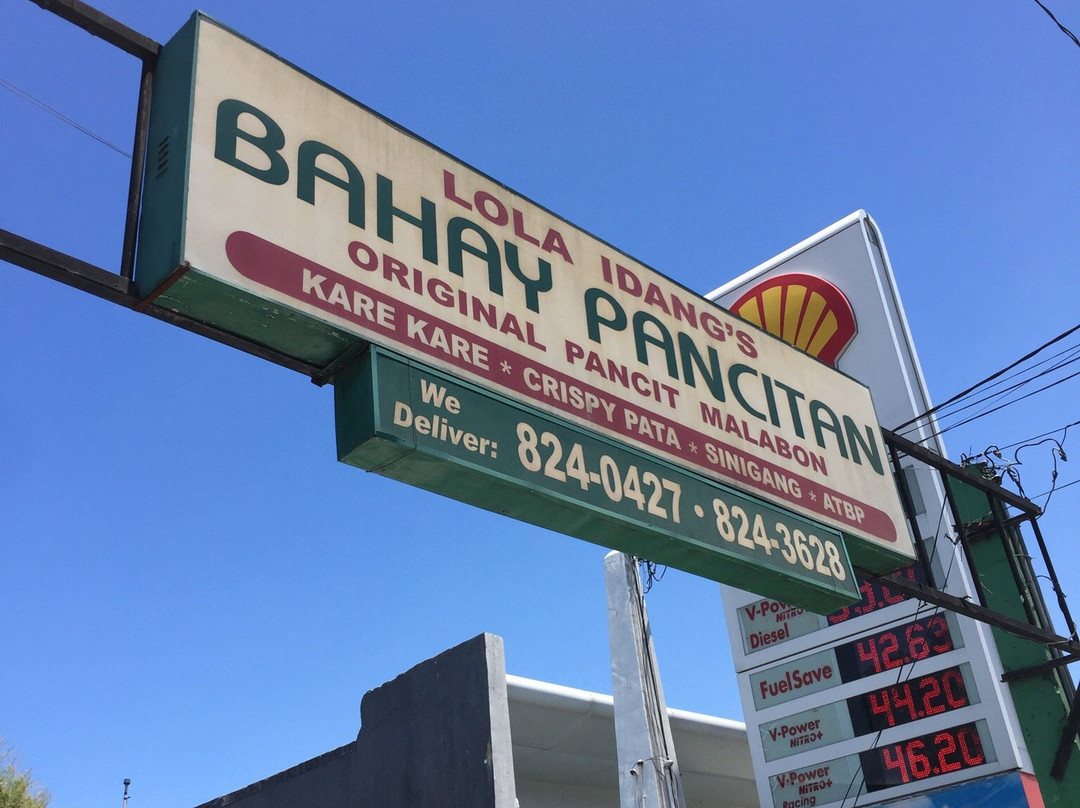 LOLA IDANG'S
BAHAY PANCITAN
ORIGINAL PANCIT MALABON
KARE KARE * CRISPY PATA * SINIGANG * ATBP
We
Deliver: 824-0427 • 824-3628
V-Power
NITRO+
Diesel
FuelSave 42.63
V-Power
NITRO+ 44.20
V-Power
NITRO+
Racing 46.20